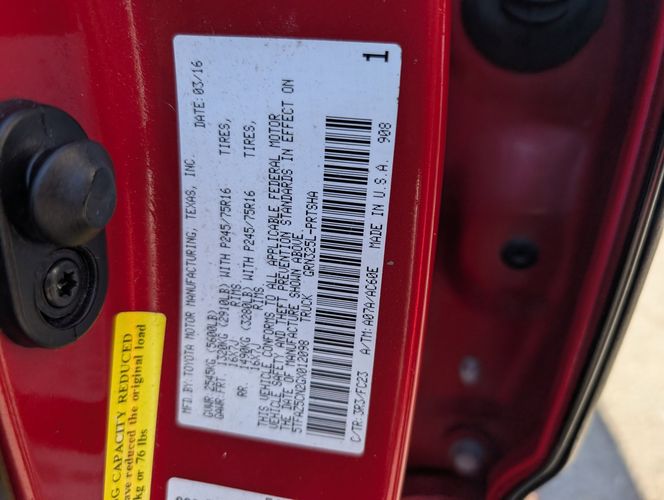 MFD. BY: TOYOTA MOTOR MANUFACTURING, TEXAS, INC. DATE: 03/16
GVWR 2545KG (5600LB)
GAWR: FRT. 1320KG (2910LB) WITH P245/75R16 TIRES,
16X7J RIMS,
RR. 1490KG (3280LB) WITH P245/75R16 TIRES,
16X7J RIMS,
THIS VEHICLE CONFORMS TO ALL APPLICABLE FEDERAL MOTOR
VEHICLE SAFETY AND THEFT PREVENTION STANDARDS IN EFFECT ON
THE DATE OF MANUFACTURE SHOWN ABOVE.
TRUCK GRN325L-PRTSHA
C/TR: 3R3/FC23 A/TM: A07A/AC60E MADE IN U.S.A. 908
1
CAPACITY REDUCED
have reduced the original load
kg or 76 lbs